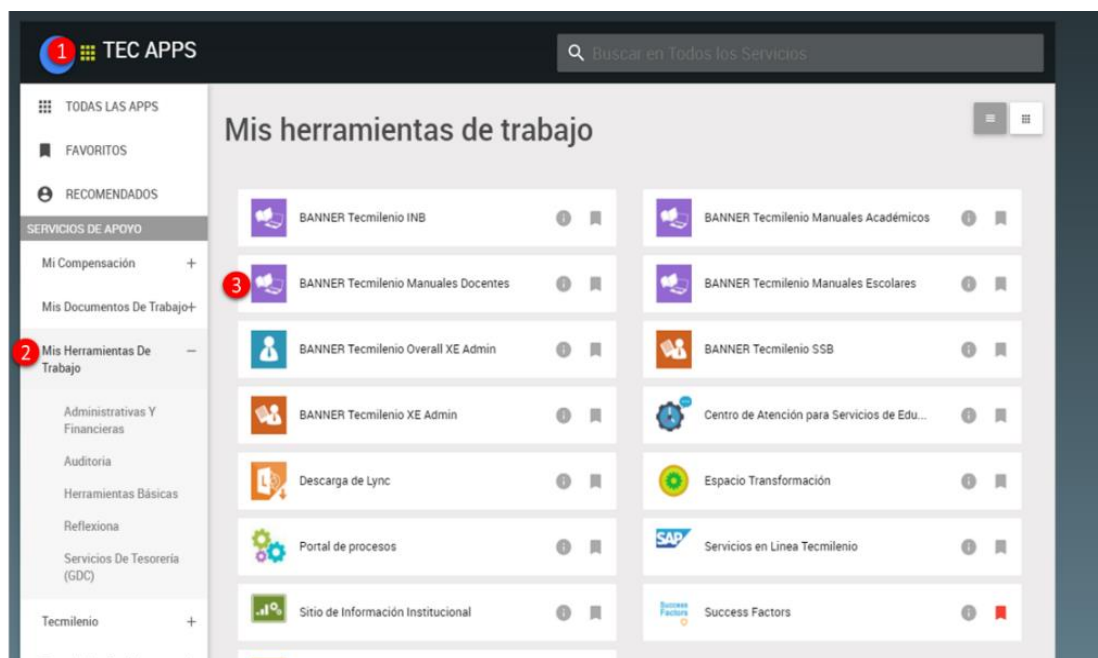 1 TEC APPS
Buscar en Todos los Servicios
TODAS LAS APPS
FAVORITOS
RECOMENDADOS
SERVICIOS DE APOYO
Mi Compensación +
Mis Documentos De Trabajo+
2 Mis Herramientas De
Trabajo −
Administrativas Y
Financieras
Auditoria
Herramientas Básicas
Reflexiona
Servicios De Tesorería
(GDC)
Tecmilenio +
Mis herramientas de trabajo
BANNER Tecmilenio INB
BANNER Tecmilenio Manuales Académicos
3 BANNER Tecmilenio Manuales Docentes
BANNER Tecmilenio Manuales Escolares
BANNER Tecmilenio Overall XE Admin
BANNER Tecmilenio SSB
BANNER Tecmilenio XE Admin
Centro de Atención para Servicios de Edu...
Descarga de Lync
Espacio Transformación
Portal de procesos
SAP Servicios en Linea Tecmilenio
Sitio de Información Institucional
Success
Factors
Success Factors